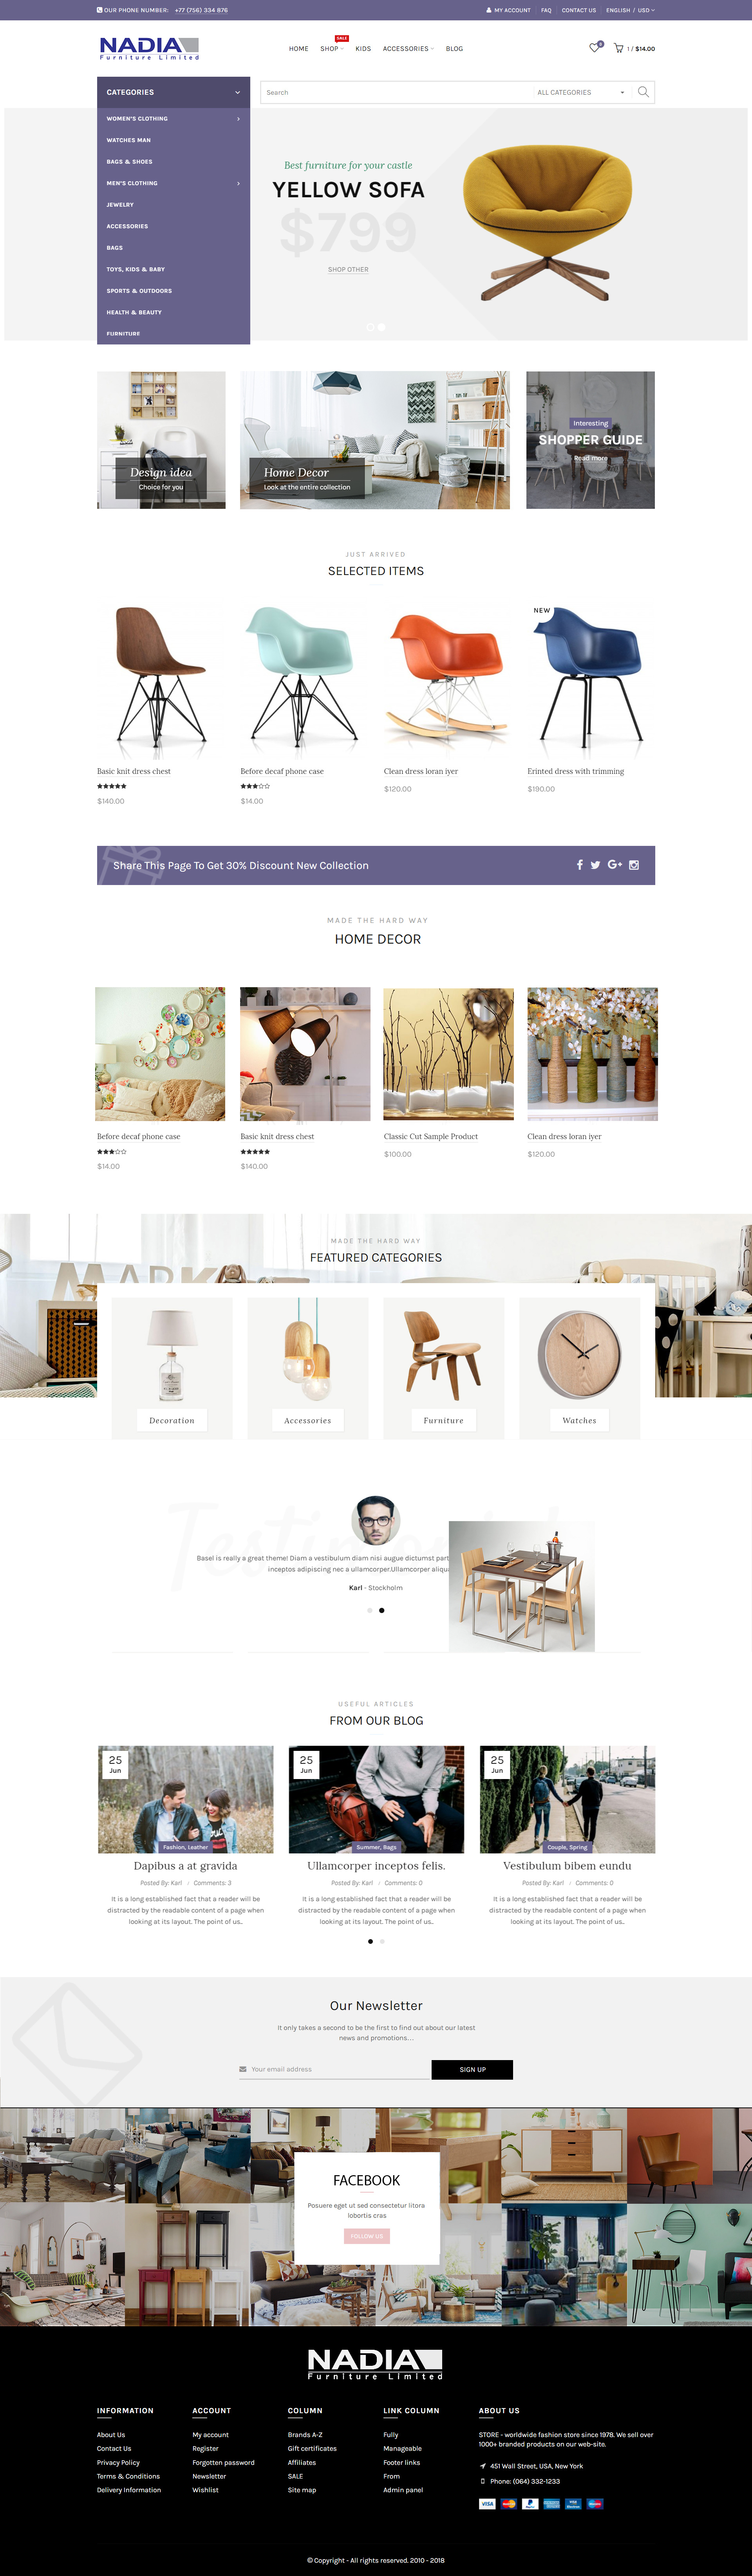 OUR PHONE NUMBER: +77 (756) 334 876
MY ACCOUNT FAQ CONTACT US ENGLISH / USD
NADIA
Furniture Limited
HOME SHOP KIDS ACCESSORIES BLOG
SALE
0
1 / $14.00
CATEGORIES
Search
ALL CATEGORIES
WOMEN'S CLOTHING
WATCHES MAN
BAGS & SHOES
MEN'S CLOTHING
JEWELRY
ACCESSORIES
BAGS
TOYS, KIDS & BABY
SPORTS & OUTDOORS
HEALTH & BEAUTY
FURNITURE
Best furniture for your castle
YELLOW SOFA
$799
SHOP OTHER
Design idea
Choice for you
Home Decor
Look at the entire collection
Interesting
SHOPPER GUIDE
Read more
JUST ARRIVED
SELECTED ITEMS
NEW
Basic knit dress chest
$140.00
Before decaf phone case
$14.00
Clean dress loran iyer
$120.00
Erinted dress with trimming
$190.00
Share This Page To Get 30% Discount New Collection
MADE THE HARD WAY
HOME DECOR
Before decaf phone case
$14.00
Basic knit dress chest
$140.00
Classic Cut Sample Product
$100.00
Clean dress loran iyer
$120.00
MADE THE HARD WAY
FEATURED CATEGORIES
Decoration
Accessories
Furniture
Watches
Basel is really a great theme! Diam a vestibulum diam nisi augue dictumst part
inceptos adipiscing nec a ullamcorper.Ullamcorper aliqu
Karl - Stockholm
USEFUL ARTICLES
FROM OUR BLOG
25
Jun
Fashion, Leather
Dapibus a at gravida
Posted By: Karl / Comments: 3
It is a long established fact that a reader will be
distracted by the readable content of a page when
looking at its layout. The point of us..
25
Jun
Summer, Bags
Ullamcorper inceptos felis.
Posted By: Karl / Comments: 0
It is a long established fact that a reader will be
distracted by the readable content of a page when
looking at its layout. The point of us..
25
Jun
Couple, Spring
Vestibulum bibem eundu
Posted By: Karl / Comments: 0
It is a long established fact that a reader will be
distracted by the readable content of a page when
looking at its layout. The point of us..
Our Newsletter
It only takes a second to be the first to find out about our latest
news and promotions...
Your email address
SIGN UP
FACEBOOK
Posuere eget ut sed consectetur litora
lobortis cras
FOLLOW US
NADIA
Furniture Limited
INFORMATION
About Us
Contact Us
Privacy Policy
Terms & Conditions
Delivery Information
ACCOUNT
My account
Register
Forgotten password
Newsletter
Wishlist
COLUMN
Brands A-Z
Gift certificates
Affiliates
SALE
Site map
LINK COLUMN
Fully
Manageable
Footer links
From
Admin panel
ABOUT US
STORE - worldwide fashion store since 1978. We sell over
1000+ branded products on our web-site.
451 Wall Street, USA, New York
Phone: (064) 332-1233
VISA
PayPal
© Copyright - All rights reserved. 2010 - 2018